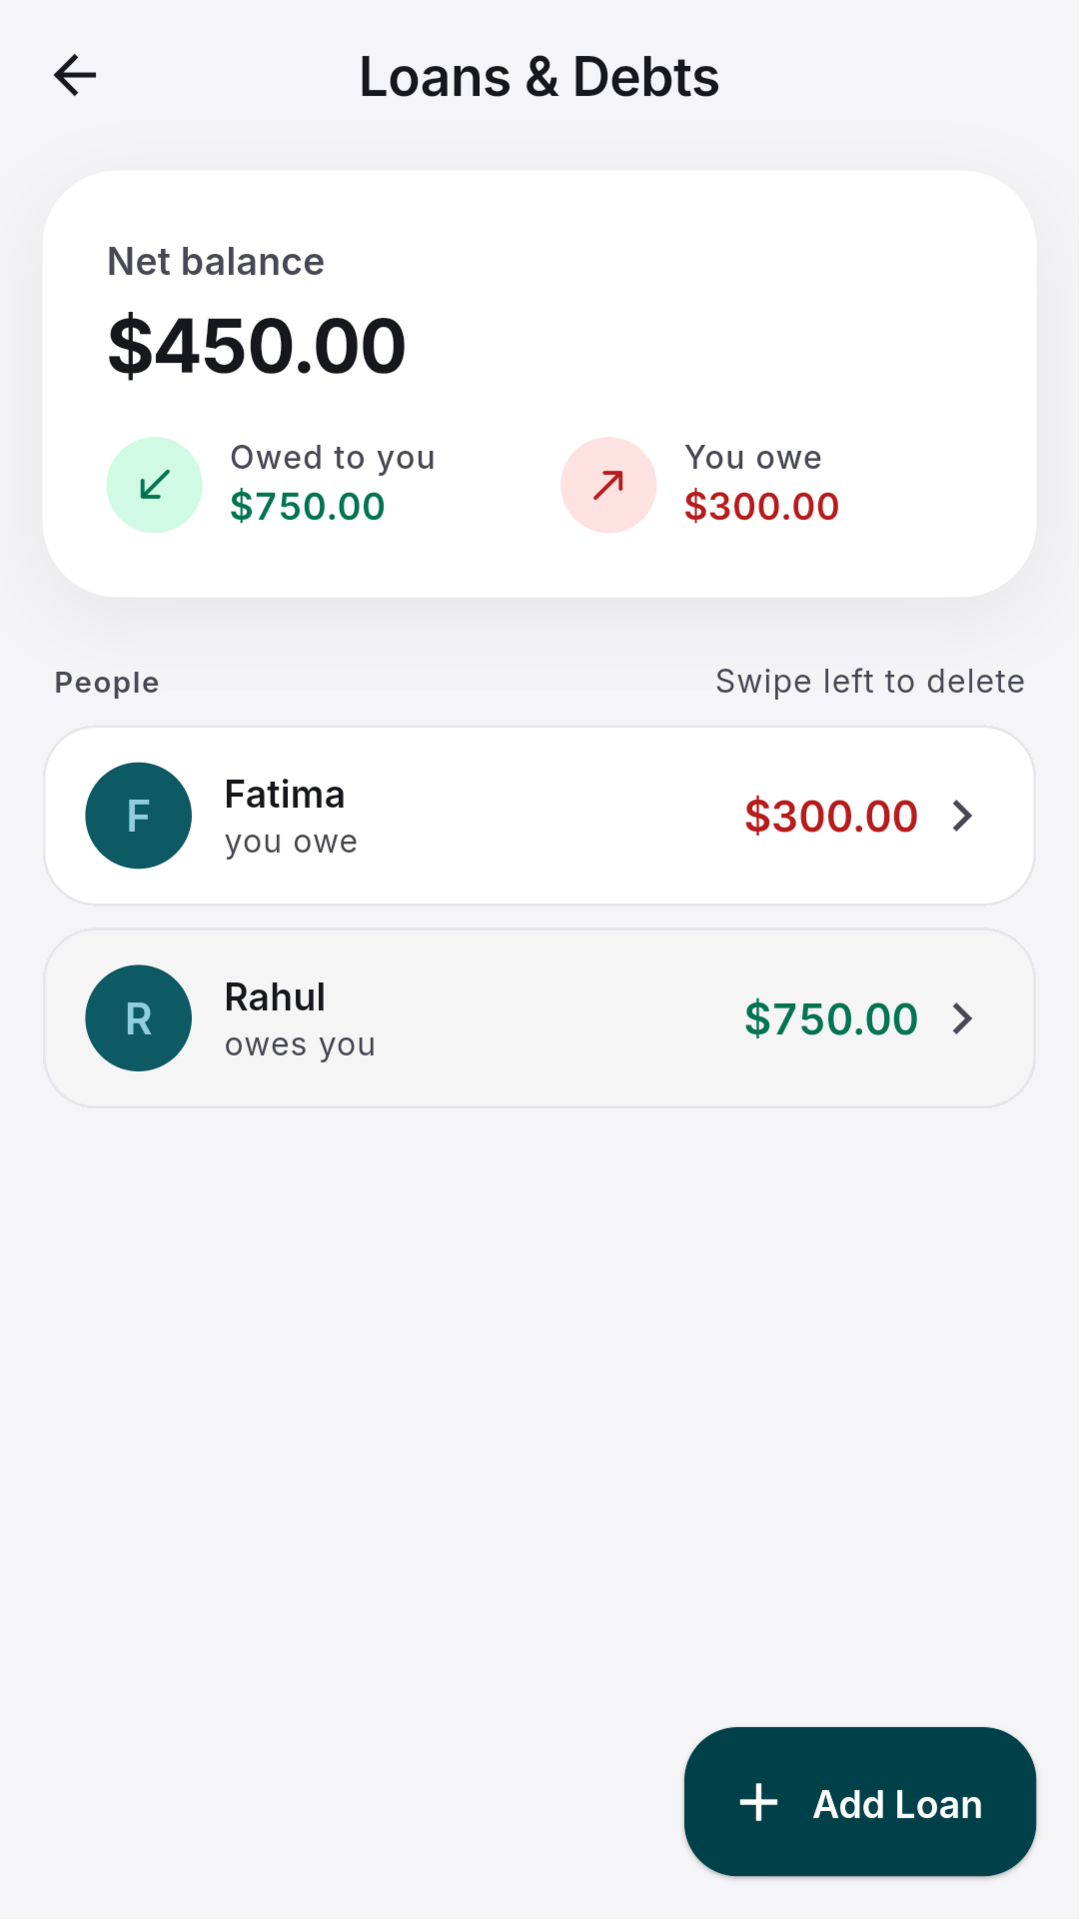 Loans & Debts
Net balance
$450.00
Owed to you
$750.00
You owe
$300.00
People
Swipe left to delete
F
Fatima
you owe
$300.00
R
Rahul
owes you
$750.00
Add Loan